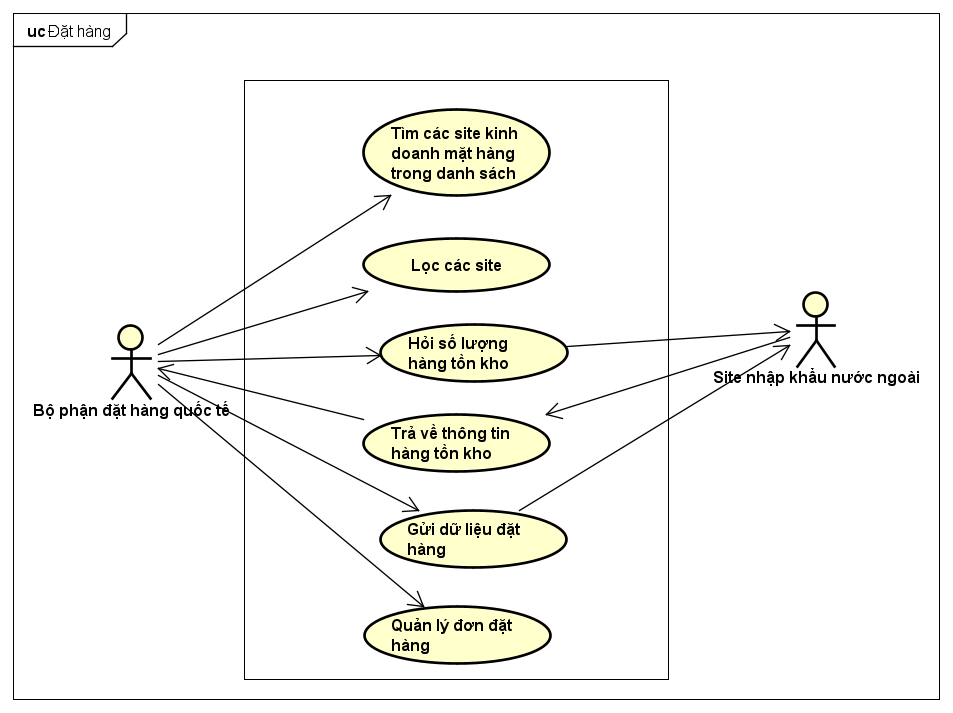 uc Đặt hàng
Tìm các site kinh
doanh mặt hàng
trong danh sách
Lọc các site
Hỏi số lượng
hàng tồn kho
Site nhập khẩu nước ngoài
Bộ phận đặt hàng quốc tế
Trả về thông tin
hàng tồn kho
Gửi dữ liệu đặt
hàng
Quản lý đơn đặt
hàng